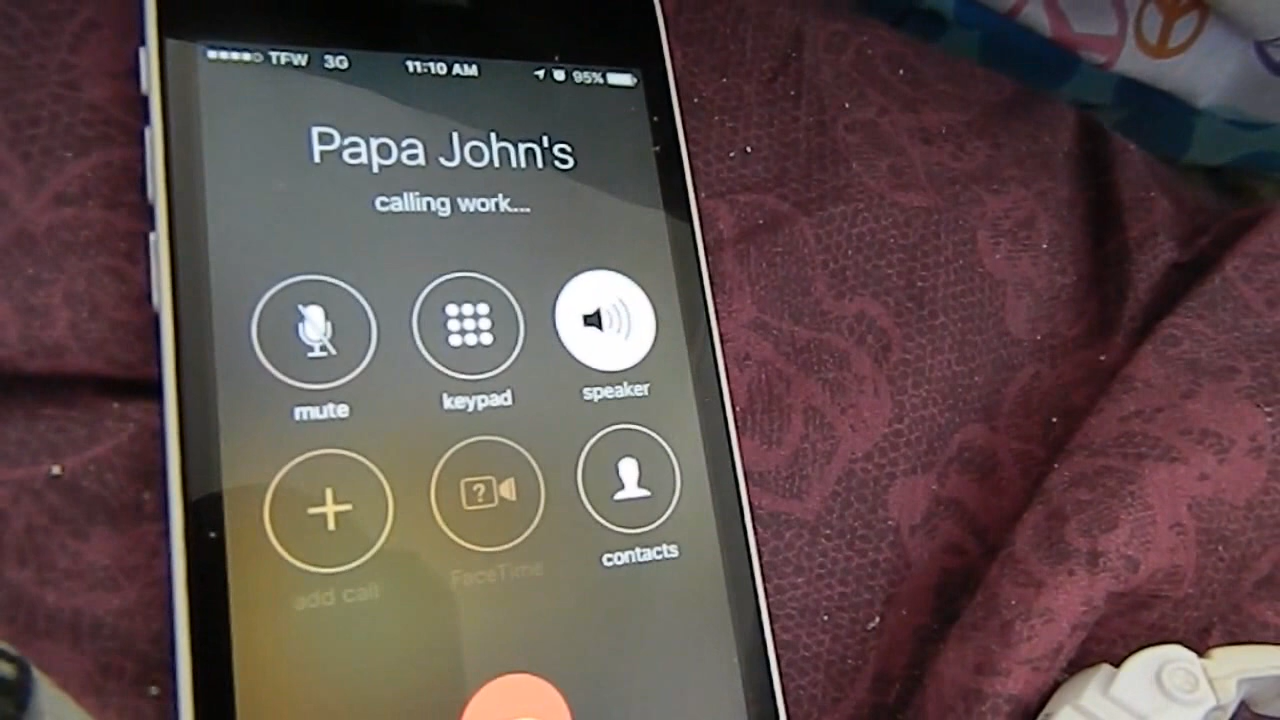 TFW 3G 11:10 AM 95%
Papa John's
calling work...
mute keypad speaker
?
add call FaceTime contacts